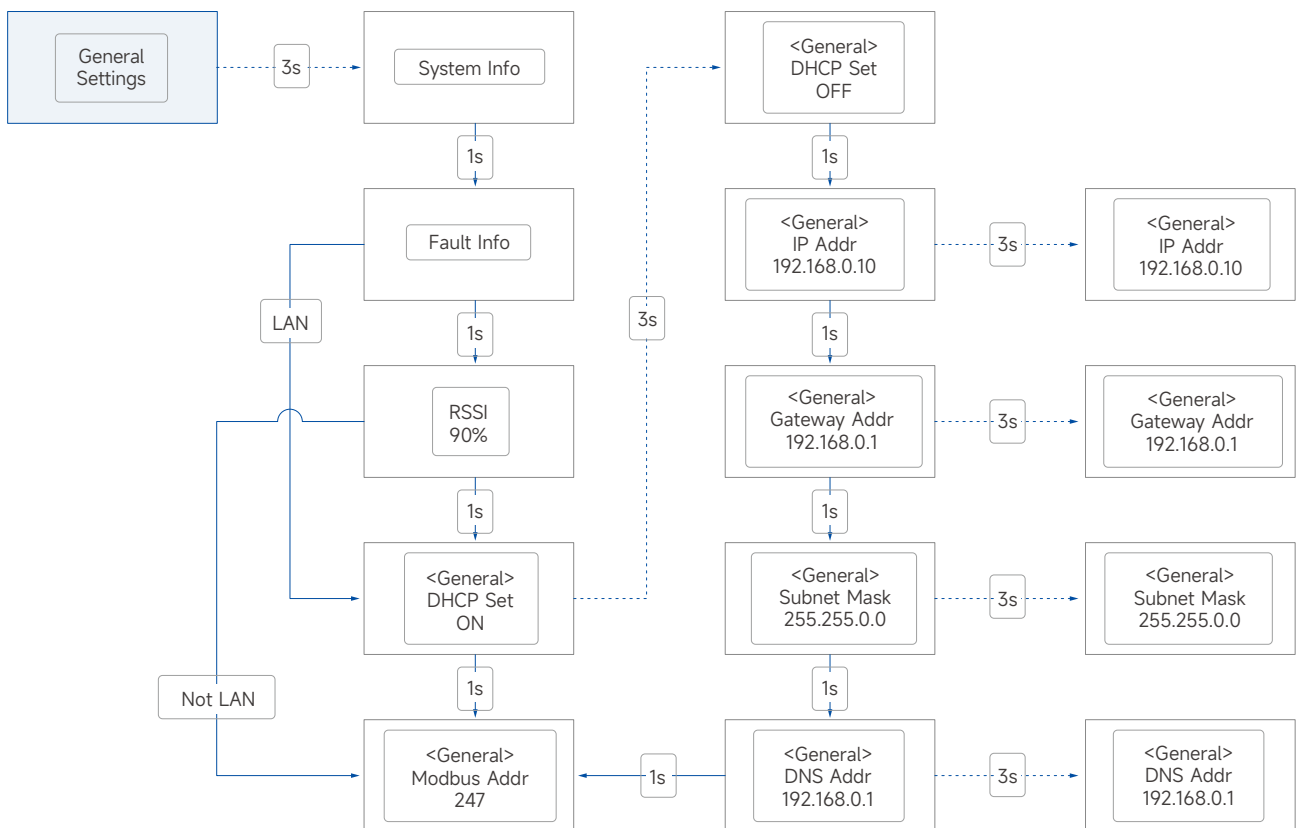 General
Settings
3s
System Info
1s
Fault Info
LAN
1s
RSSI
90%
1s
<General>
DHCP Set
ON
Not LAN
1s
<General>
Modbus Addr
247
3s
<General>
DHCP Set
OFF
1s
<General>
IP Addr
192.168.0.10
3s
<General>
IP Addr
192.168.0.10
1s
<General>
Gateway Addr
192.168.0.1
3s
<General>
Gateway Addr
192.168.0.1
1s
<General>
Subnet Mask
255.255.0.0
3s
<General>
Subnet Mask
255.255.0.0
1s
1s
<General>
DNS Addr
192.168.0.1
3s
<General>
DNS Addr
192.168.0.1